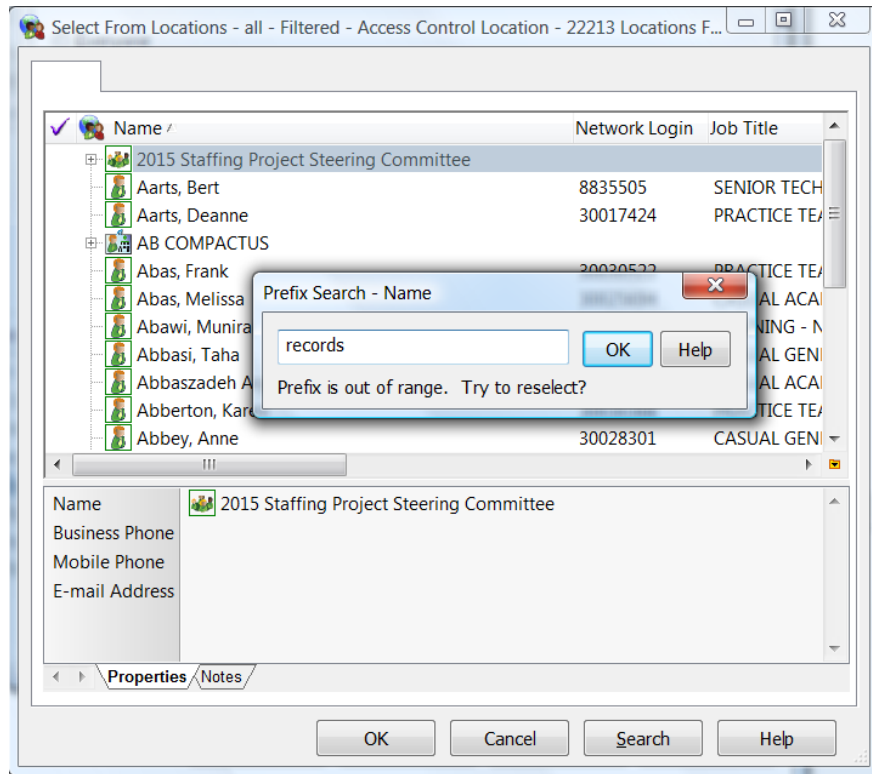 Select From Locations - all - Filtered - Access Control Location - 22213 Locations F...
Name Network Login Job Title
2015 Staffing Project Steering Committee
Aarts, Bert 8835505 SENIOR TECH
Aarts, Deanne 30017424 PRACTICE TEA
AB COMPACTUS
Abas, Frank 30030522 PRACTICE TEA
Abas, Melissa AL ACAI
Prefix Search - Name
Abawi, Munira NING - N
records
OK Help
Abbasi, Taha AL GENI
Abbaszadeh A AL ACAI
Prefix is out of range. Try to reselect?
Abberton, Kare TICE TEA
Abbey, Anne 30028301 CASUAL GENI
Name 2015 Staffing Project Steering Committee
Business Phone
Mobile Phone
E-mail Address
Properties Notes
OK Cancel Search Help